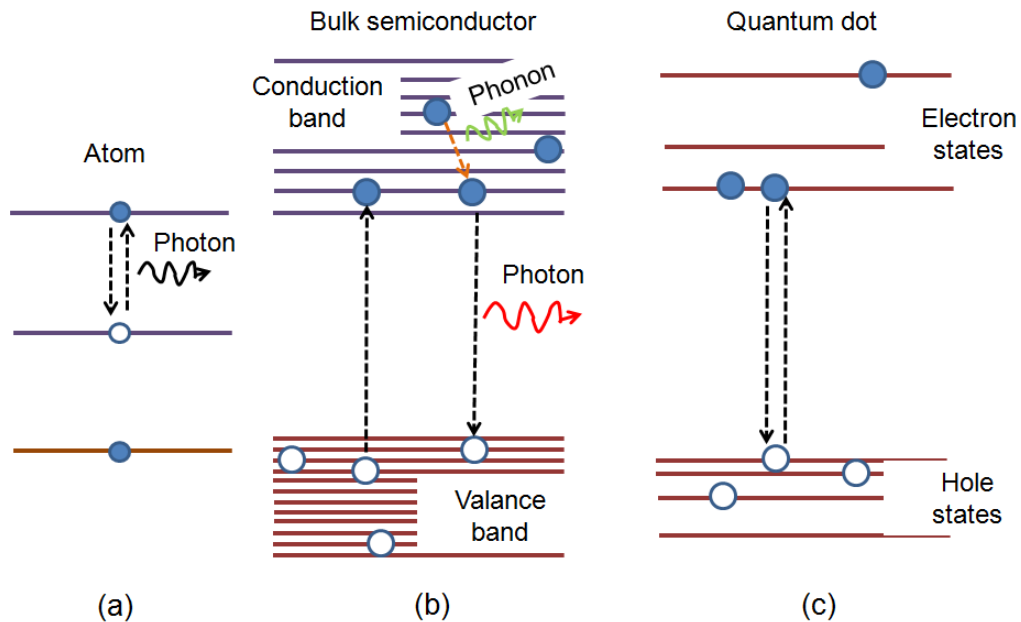 Bulk semiconductor
Quantum dot
Conduction
band
Phonon
Atom
Electron
states
Photon
Photon
Valance
band
Hole
states
(a)
(b)
(c)